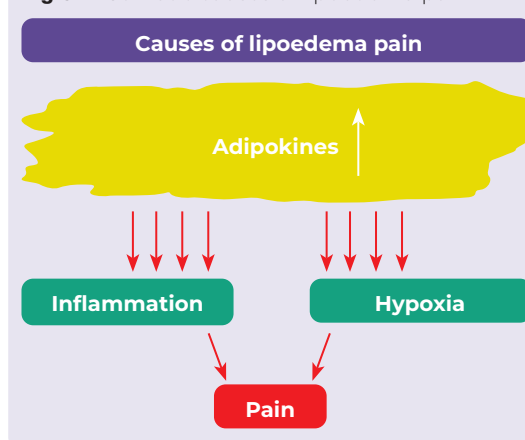 Causes of lipoedema pain
Adipokines
Inflammation
Hypoxia
Pain